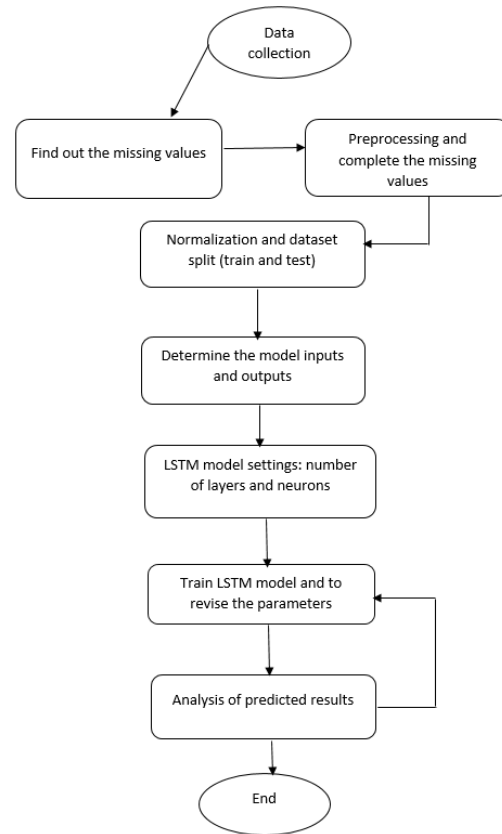 Data
collection
Find out the missing values
Preprocessing and
complete the missing
values
Normalization and dataset
split (train and test)
Determine the model inputs
and outputs
LSTM model settings: number
of layers and neurons
Train LSTM model and to
revise the parameters
Analysis of predicted results
End